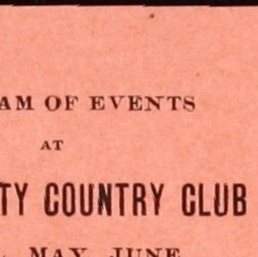 AM OF EVENTS
AT
TY COUNTRY CLUB
MAY JUNE